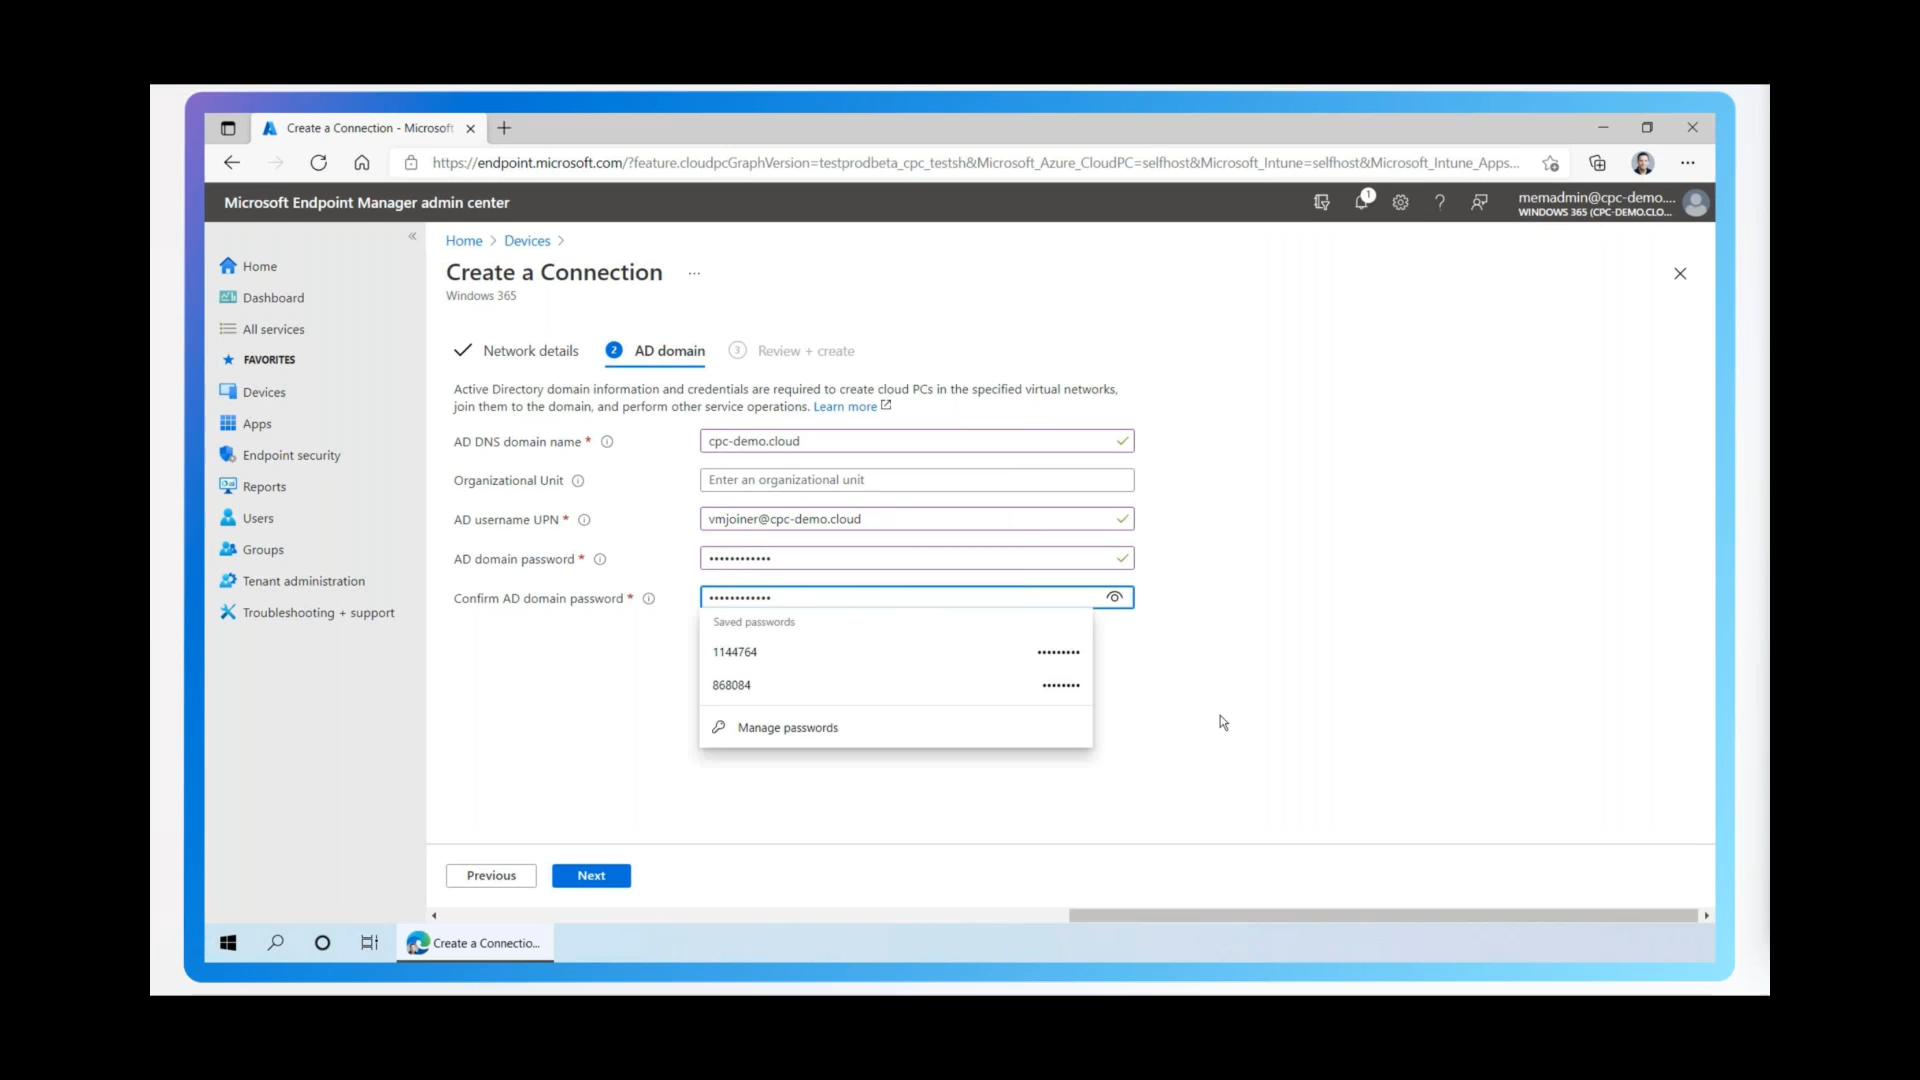 Create a Connection - Microsoft
https://endpoint.microsoft.com/?feature.cloudpcGraphVersion=testprodbeta_cpc_testsh&Microsoft_Azure_CloudPC=selfhost&Microsoft_Intune=selfhost&Microsoft_Intune_Apps...
Microsoft Endpoint Manager admin center
1
memadmin@cpc-demo....
WINDOWS 365 (CPC-DEMO.CLO...
Home
Dashboard
All services
FAVORITES
Devices
Apps
Endpoint security
Reports
Users
Groups
Tenant administration
Troubleshooting + support
Home > Devices >
Create a Connection ...
Windows 365
Network details
2 AD domain
3 Review + create
Active Directory domain information and credentials are required to create cloud PCs in the specified virtual networks,
join them to the domain, and perform other service operations. Learn more
AD DNS domain name *
cpc-demo.cloud
Organizational Unit
Enter an organizational unit
AD username UPN *
vmjoiner@cpc-demo.cloud
AD domain password *
••••••••••••
Confirm AD domain password *
••••••••••••
Saved passwords
1144764 •••••••••
868084 ••••••••
Manage passwords
Previous
Next
Create a Connectio...